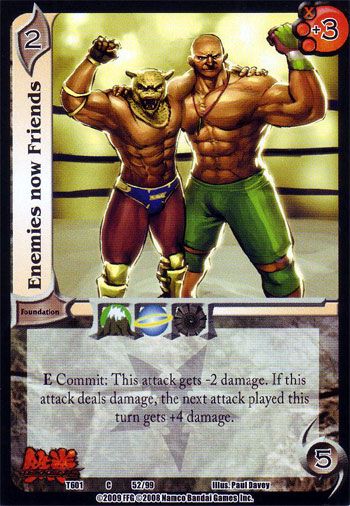 2
+3
Enemies now Friends
Foundation
E Commit: This attack gets -2 damage. If this
attack deals damage, the next attack played this
turn gets +4 damage.
5
T601 C 52/99 Illus. Paul Davey
©2009 FFG ©2008 Namco Bandai Games Inc.